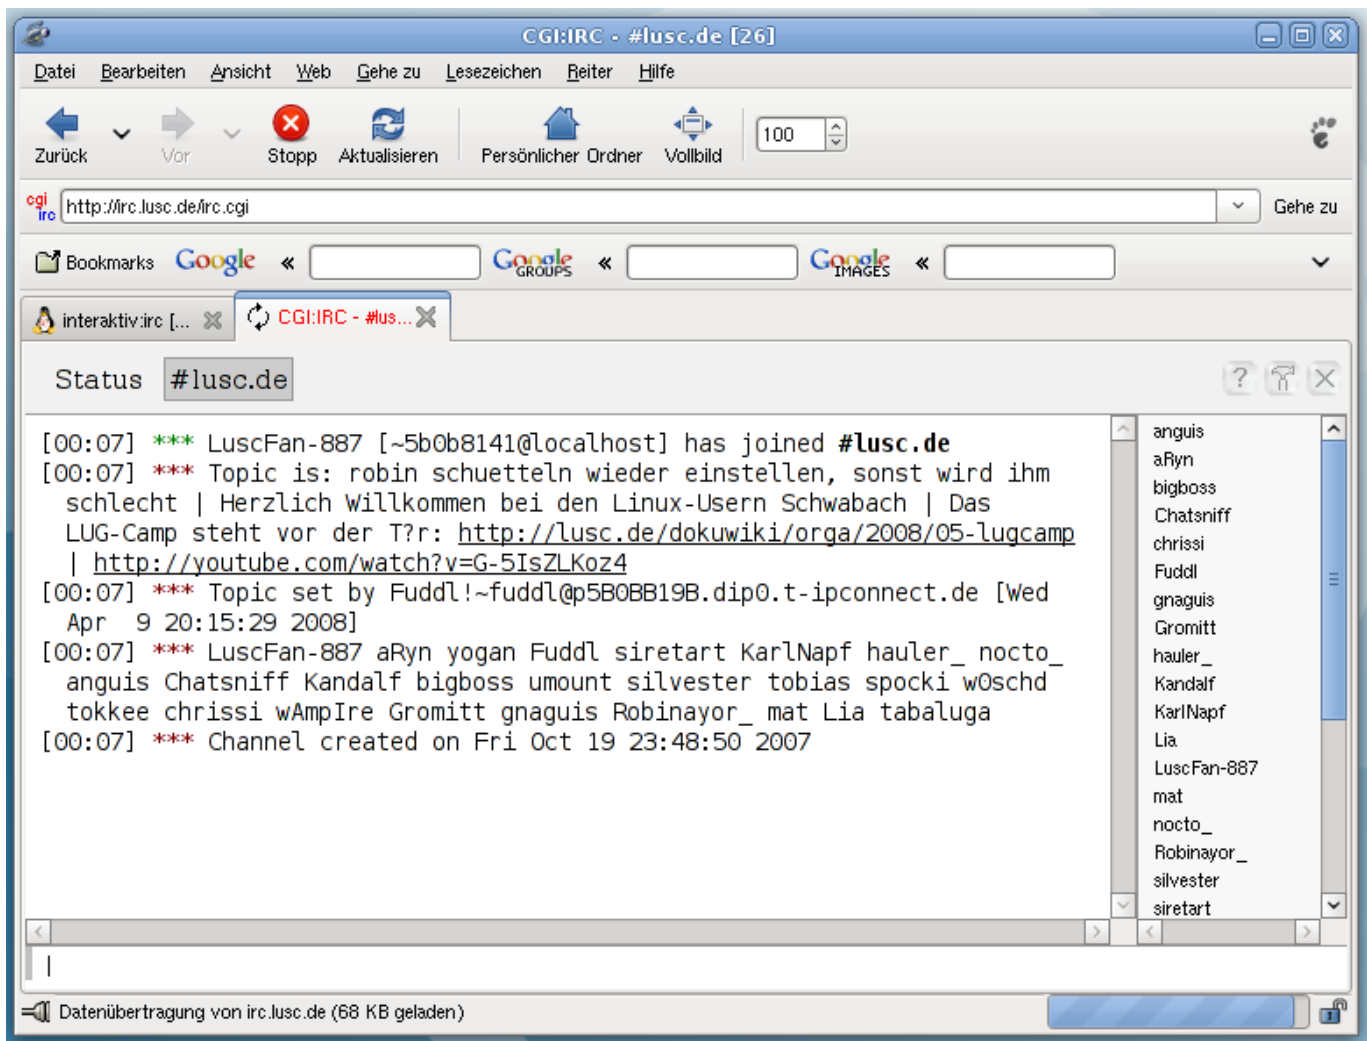 CGI:IRC - #lusc.de [26]
Datei Bearbeiten Ansicht Web Gehe zu Lesezeichen Reiter Hilfe
Zurück Vor Stopp Aktualisieren Persönlicher Ordner Vollbild 100
cgi irc http://irc.lusc.de/irc.cgi Gehe zu
Bookmarks Google « Google GROUPS « Google IMAGES «
interaktiv:irc [... CGI:IRC - #lus...
Status #lusc.de ?
[00:07] *** LuscFan-887 [~5b0b8141@localhost] has joined #lusc.de
[00:07] *** Topic is: robin schuetteln wieder einstellen, sonst wird ihm
schlecht | Herzlich Willkommen bei den Linux-Usern Schwabach | Das
LUG-Camp steht vor der T?r: http://lusc.de/dokuwiki/orga/2008/05-lugcamp
| http://youtube.com/watch?v=G-5IsZLKoz4
[00:07] *** Topic set by Fuddl!~fuddl@p5B0BB19B.dip0.t-ipconnect.de [Wed
Apr  9 20:15:29 2008]
[00:07] *** LuscFan-887 aRyn yogan Fuddl siretart KarlNapf hauler_ nocto_
anguis Chatsniff Kandalf bigboss umount silvester tobias spocki w0schd
tokkee chrissi wAmpIre Gromitt gnaguis Robinayor_ mat Lia tabaluga
[00:07] *** Channel created on Fri Oct 19 23:48:50 2007
anguis
aRyn
bigboss
Chatsniff
chrissi
Fuddl
gnaguis
Gromitt
hauler_
Kandalf
KarlNapf
Lia
LuscFan-887
mat
nocto_
Robinayor_
silvester
siretart
Datenübertragung von irc.lusc.de (68 KB geladen)